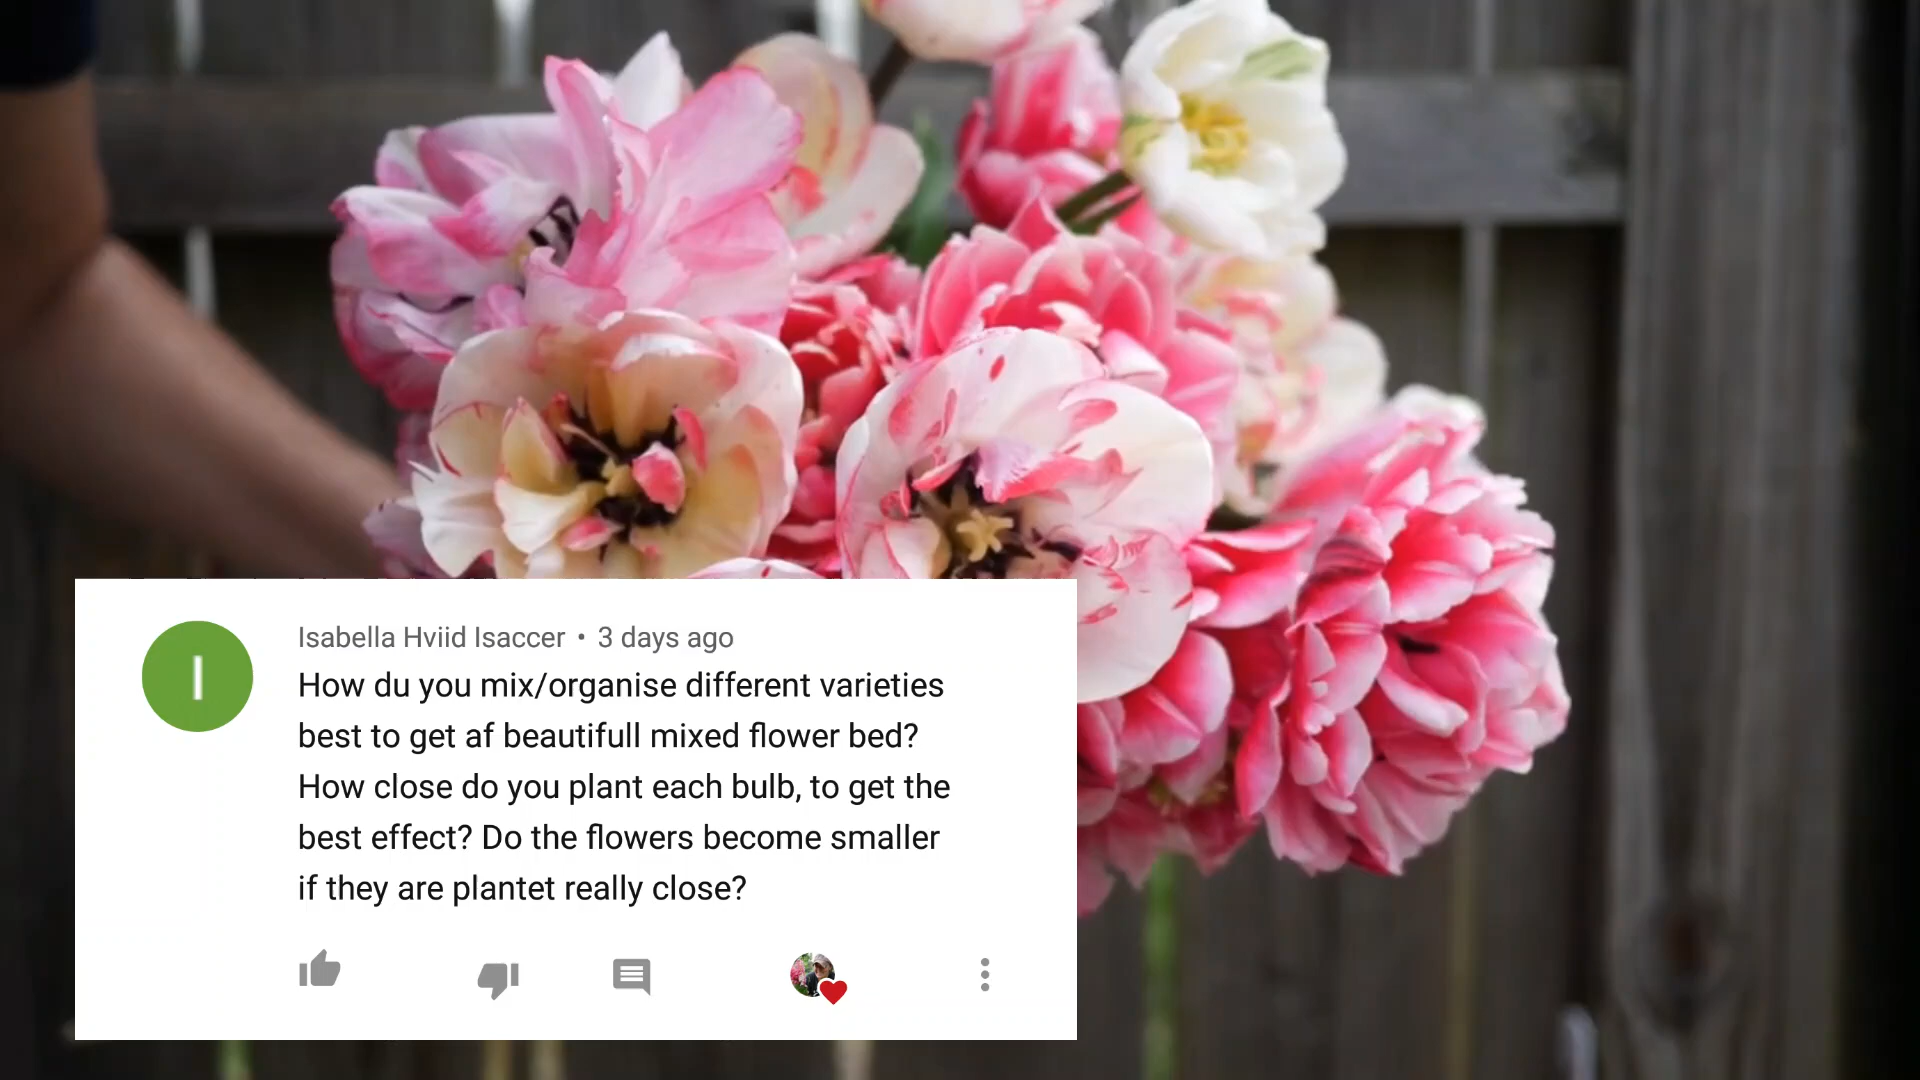 I
Isabella Hviid Isaccer • 3 days ago
How du you mix/organise different varieties
best to get af beautifull mixed flower bed?
How close do you plant each bulb, to get the
best effect? Do the flowers become smaller
if they are plantet really close?